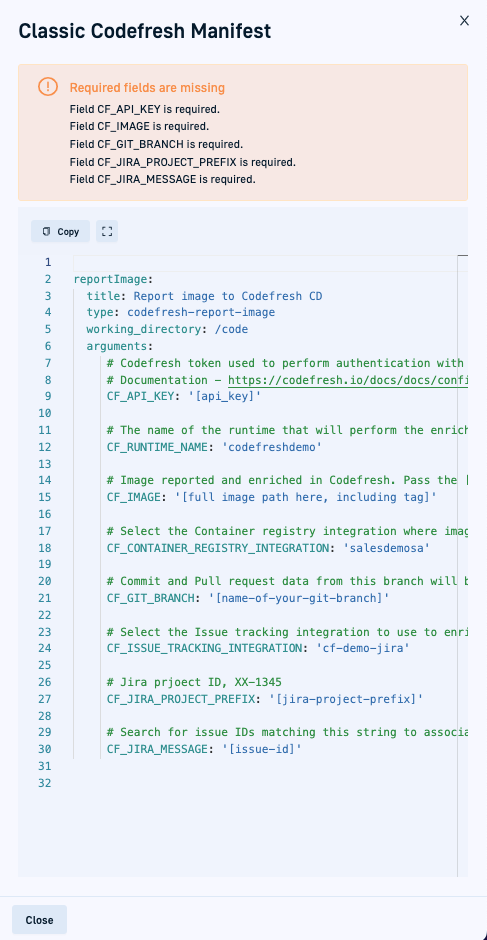 Classic Codefresh Manifest
Required fields are missing
Field CF_API_KEY is required.
Field CF_IMAGE is required.
Field CF_GIT_BRANCH is required.
Field CF_JIRA_PROJECT_PREFIX is required.
Field CF_JIRA_MESSAGE is required.
Copy
1
2 reportImage:
3 title: Report image to Codefresh CD
4 type: codefresh-report-image
5 working_directory: /code
6 arguments:
7 # Codefresh token used to perform authentication with
8 # Documentation – https://codefresh.io/docs/docs/confi
9 CF_API_KEY: '[api_key]'
10
11 # The name of the runtime that will perform the enrich
12 CF_RUNTIME_NAME: 'codefreshdemo'
13
14 # Image reported and enriched in Codefresh. Pass the [
15 CF_IMAGE: '[full image path here, including tag]'
16
17 # Select the Container registry integration where imag
18 CF_CONTAINER_REGISTRY_INTEGRATION: 'salesdemosa'
19
20 # Commit and Pull request data from this branch will b
21 CF_GIT_BRANCH: '[name-of-your-git-branch]'
22
23 # Select the Issue tracking integration to use to enri
24 CF_ISSUE_TRACKING_INTEGRATION: 'cf-demo-jira'
25
26 # Jira prjoect ID, XX-1345
27 CF_JIRA_PROJECT_PREFIX: '[jira-project-prefix]'
28
29 # Search for issue IDs matching this string to associa
30 CF_JIRA_MESSAGE: '[issue-id]'
31
32
Close